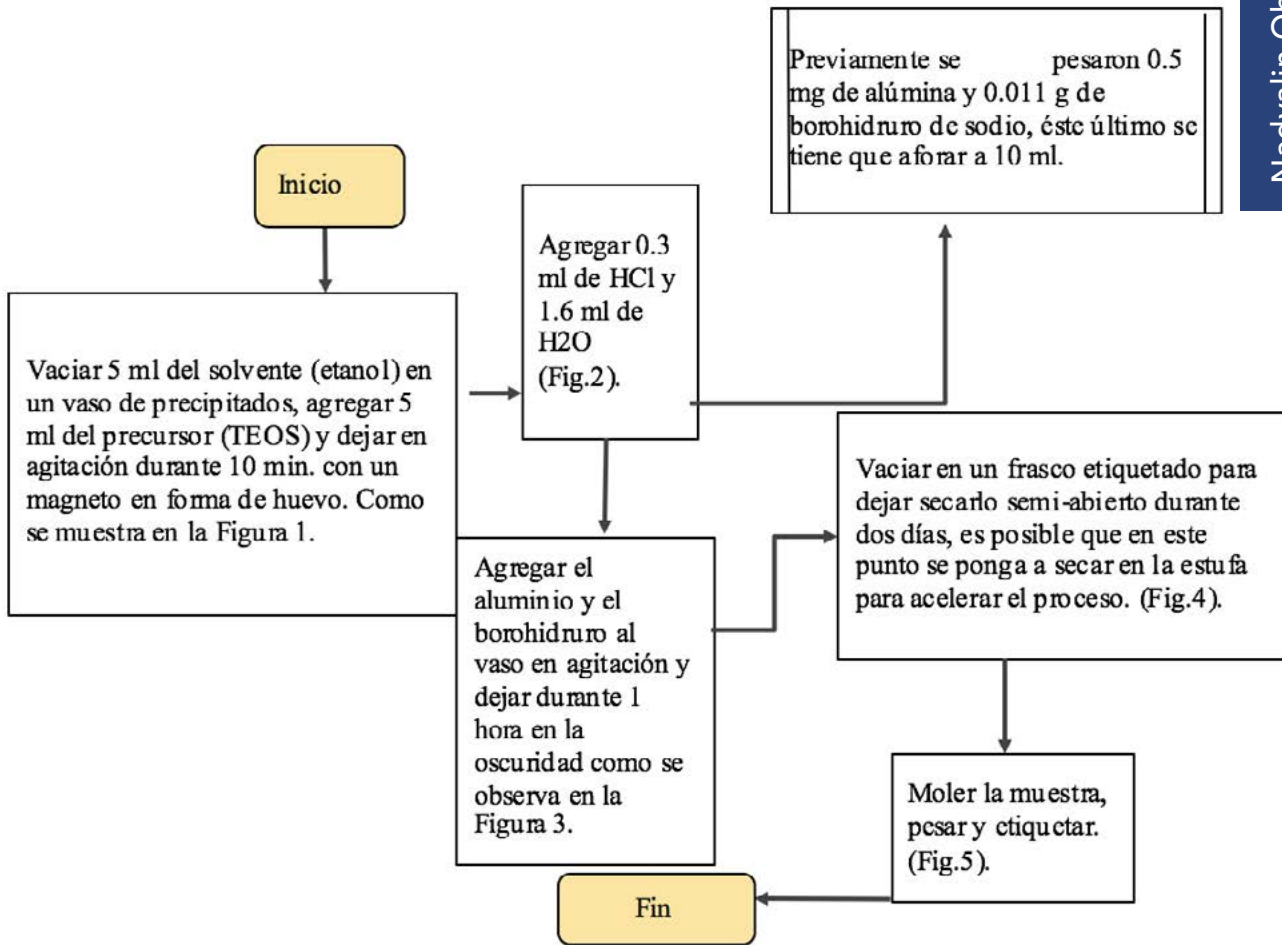 Inicio
Vaciar 5 ml del solvente (etanol) en
un vaso de precipitados, agregar 5
ml del precursor (TEOS) y dejar en
agitación durante 10 min. con un
magneto en forma de huevo. Como
se muestra en la Figura 1.
Agregar 0.3
ml de HCl y
1.6 ml de
H2O
(Fig.2).
Previamente se pesaron 0.5
mg de alúmina y 0.011 g de
borohidruro de sodio, éste último se
tiene que aforar a 10 ml.
Agregar el
aluminio y el
borohidruro al
vaso en agitación y
dejar durante 1
hora en la
oscuridad como se
observa en la
Figura 3.
Vaciar en un frasco etiquetado para
dejar secarlo semi-abierto durante
dos días, es posible que en este
punto se ponga a secar en la estufa
para acelerar el proceso. (Fig.4).
Moler la muestra,
pesar y etiquetar.
(Fig.5).
Fin